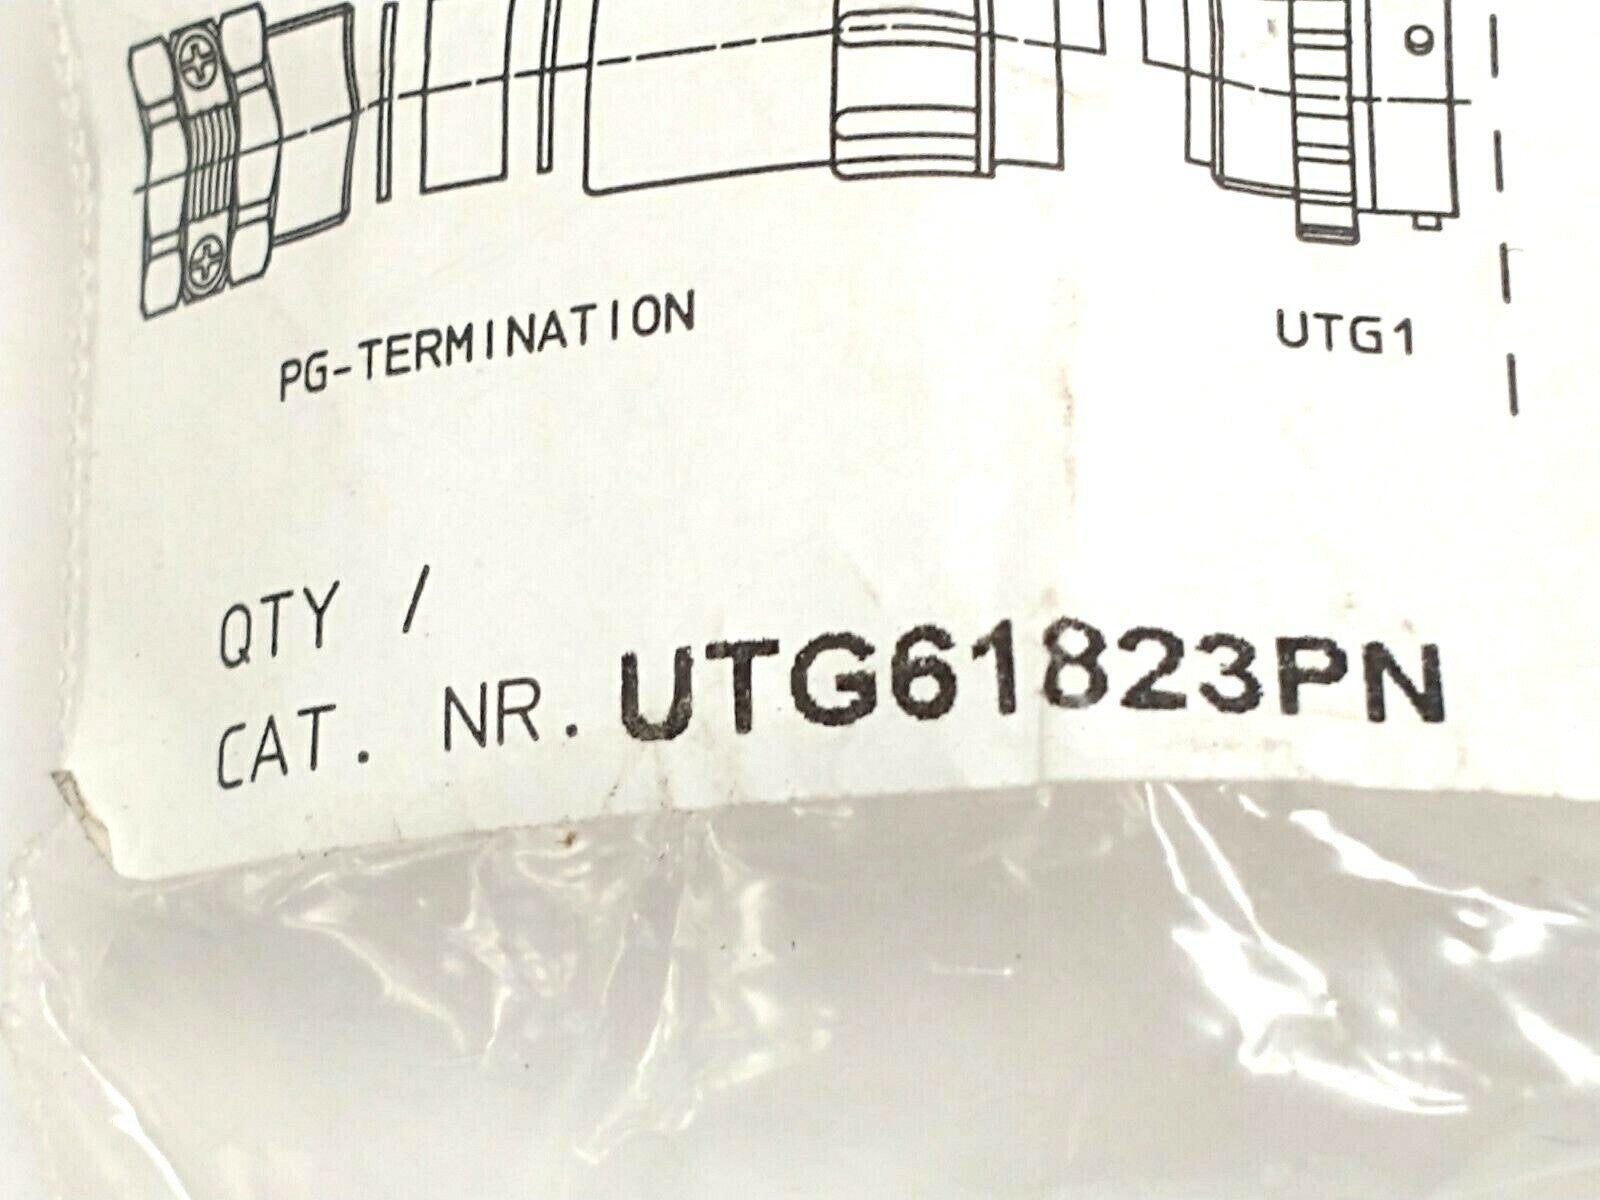 PG-TERMINATION
UTG1
QTY /
CAT. NR. UTG61823PN